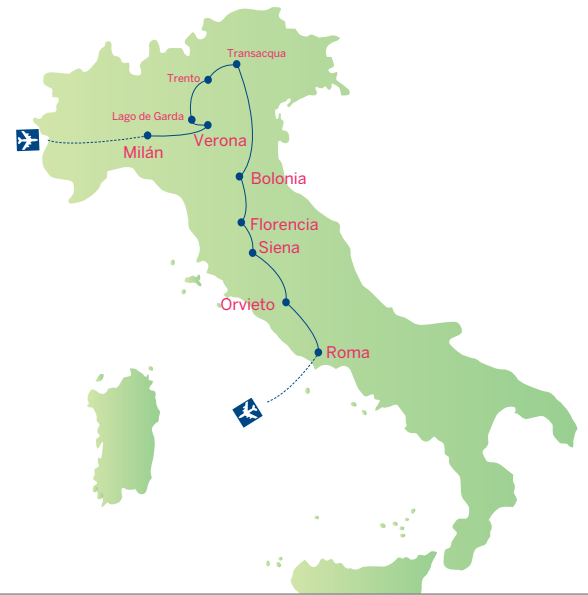 Transacqua
Trento
Lago de Garda
Verona
Milán
Bolonia
Florencia
Siena
Orvieto
Roma